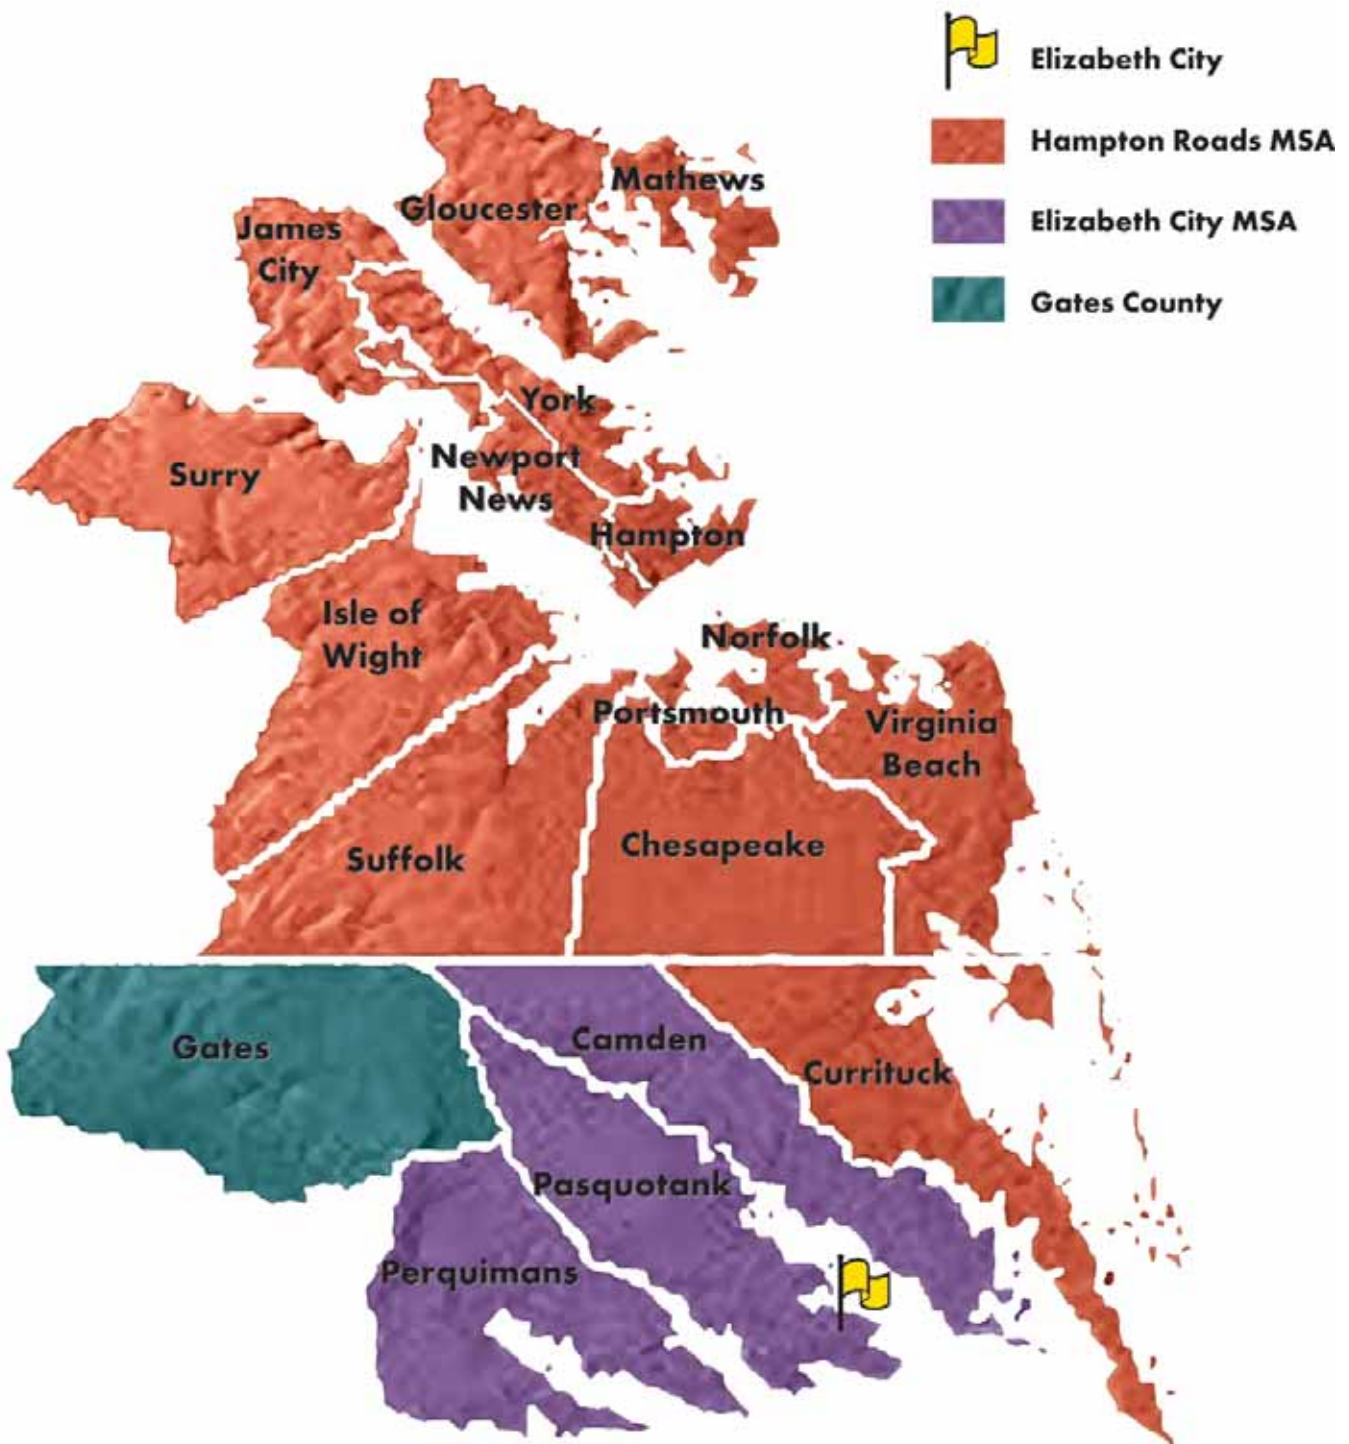 Elizabeth City
Hampton Roads MSA
Elizabeth City MSA
Gates County
Mathews
Gloucester
James
City
York
Newport
News
Surry
Hampton
Isle of
Wight
Norfolk
Portsmouth
Virginia
Beach
Chesapeake
Suffolk
Gates
Camden
Currituck
Pasquotank
Perquimans